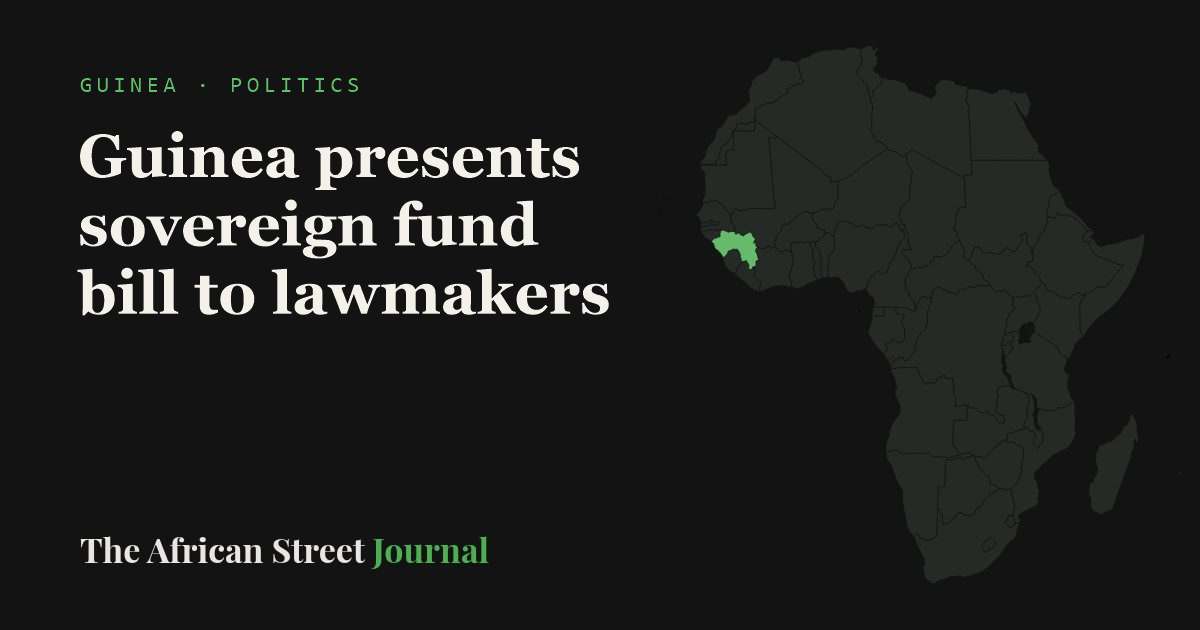 GUINEA · POLITICS
Guinea presents
sovereign fund
bill to lawmakers
The African Street Journal